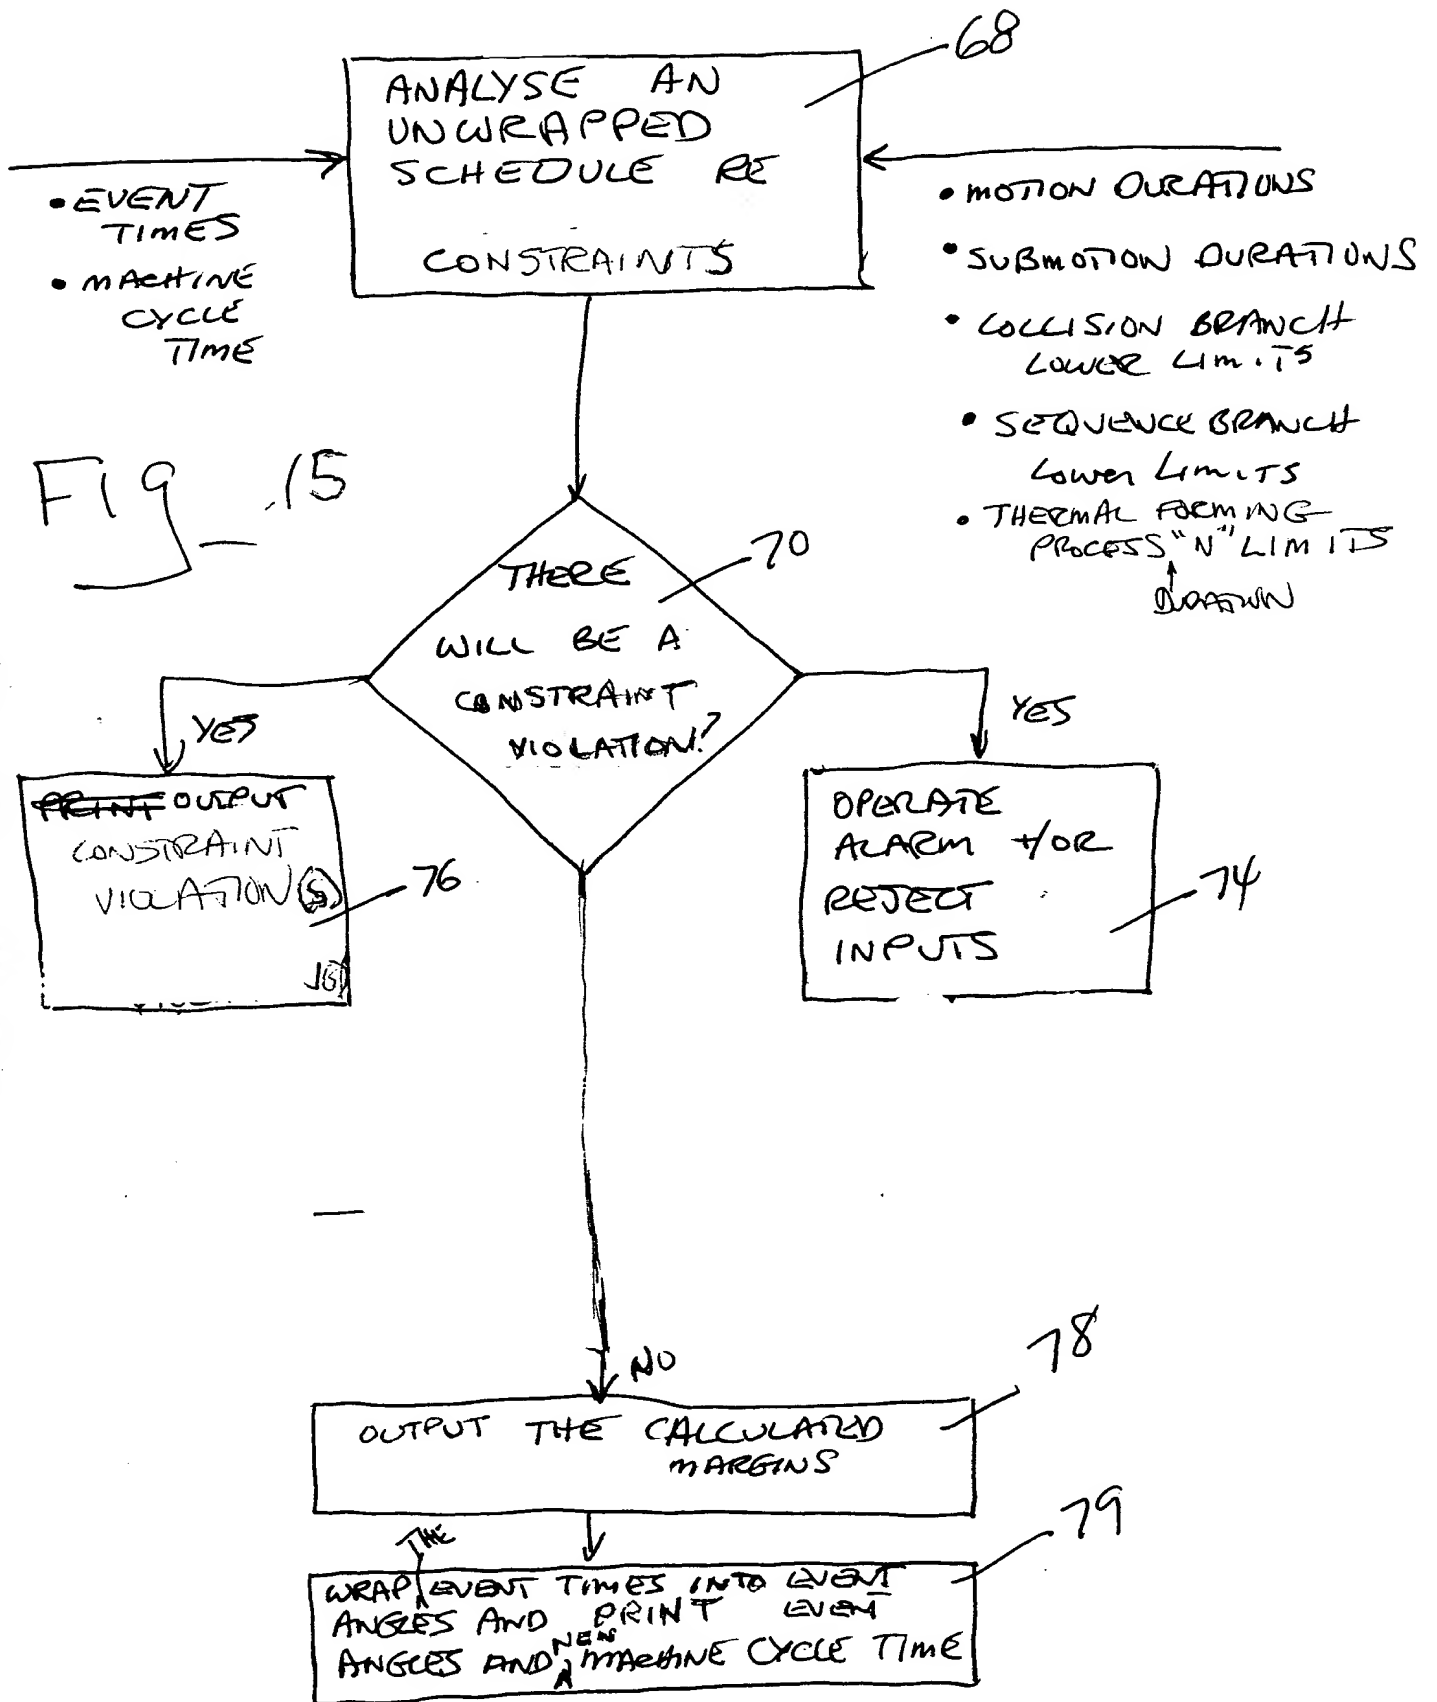 68
ANALYSE AN
UNWRAPPED
SCHEDULE RE
CONSTRAINTS
• EVENT
TIMES
• MACHINE
CYCLE
TIME
• MOTION DURATIONS
• SUBMOTION DURATIONS
• COLLISION BRANCH
LOWER LIMITS
• SEQUENCE BRANCH
Lower LIMITS
• THERMAL FORMING
PROCESS "N" LIMITS
DURATION
Fig_15
70
THERE
WILL BE A
CONSTRAINT
VIOLATION?
YES
YES
PRINT OUTPUT
CONSTRAINT
VIOLATION(S)
76
OPERATE
ALARM +/OR
REJECT
INPUTS
74
NO
78
OUTPUT THE CALCULATED
MARGINS
79
THE
WRAP EVENT TIMES INTO EVENT
ANGLES AND PRINT EVENT
NEW
ANGLES AND MACHINE CYCLE TIME